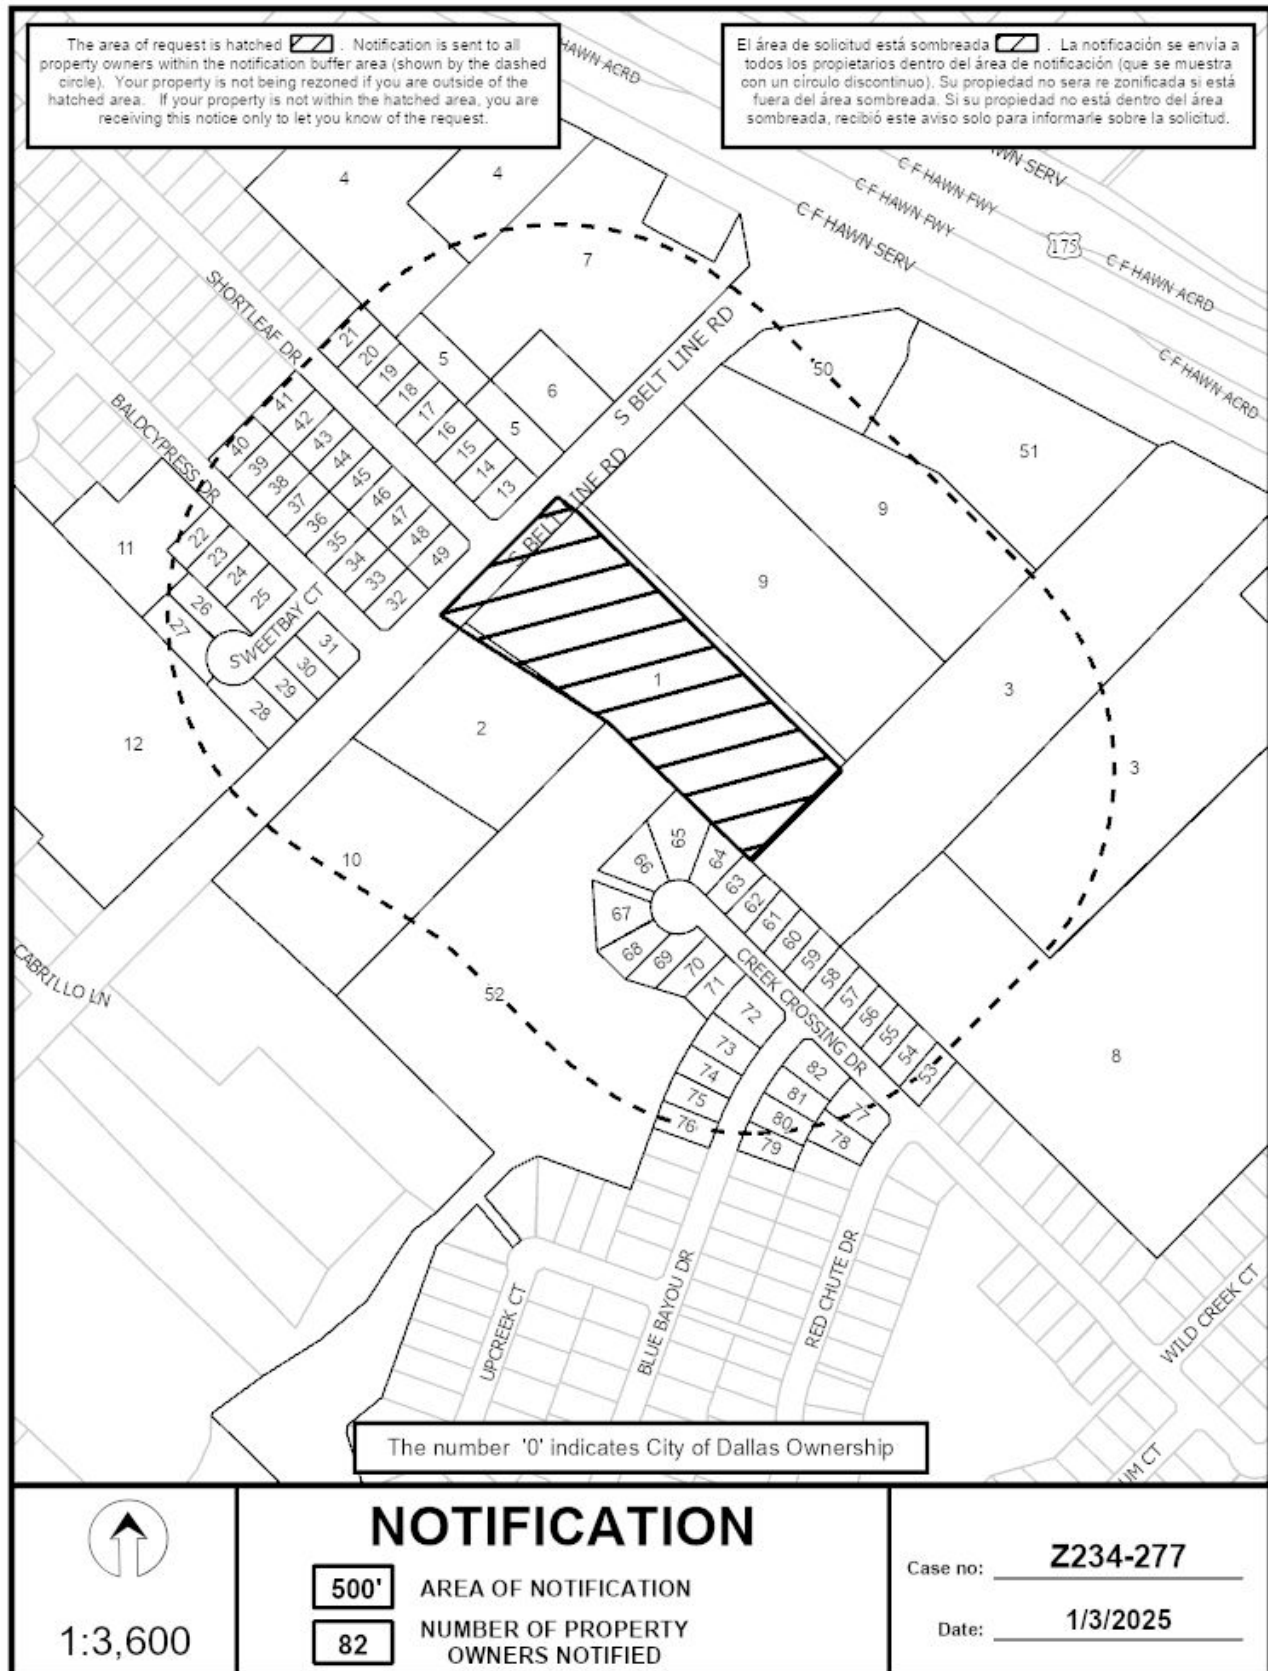 The area of request is hatched . Notification is sent to all
property owners within the notification buffer area (shown by the dashed
circle). Your property is not being rezoned if you are outside of the
hatched area. If your property is not within the hatched area, you are
receiving this notice only to let you know of the request.
El área de solicitud está sombreada . La notificación se envía a
todos los propietarios dentro del área de notificación (que se muestra
con un círculo discontinuo). Su propiedad no sera re zonificada si está
fuera del área sombreada. Si su propiedad no está dentro del área
sombreada, recibió este aviso solo para informarle sobre la solicitud.
HAWN ACRD
WN SERV
C F HAWN FWY
C F HAWN FWY
C F HAWN SERV
175
C F HAWN ACRD
C F HAWN ACRD
4
4
7
SHORTLEAF DR
BALDCYPRESS DR
S BELT LINE RD
S BELT LINE RD
SWEETBAY CT
21
20
19
18
17
16
15
14
13
5
6
5
50
51
9
9
41
42
43
44
45
46
47
48
49
40
39
38
37
36
35
34
33
32
11
22
23
24
25
26
27
31
30
29
28
12
1
2
3
3
10
52
8
65
66
64
63
62
61
60
59
58
57
56
55
54
53
67
68
69
70
71
72
73
74
75
76
82
81
80
79
77
78
CREEK CROSSING DR
CABRILLO LN
UPCREEK CT
BLUE BAYOU DR
RED CHUTE DR
WILD CREEK CT
UM CT
The number '0' indicates City of Dallas Ownership
1:3,600
NOTIFICATION
500' AREA OF NOTIFICATION
82 NUMBER OF PROPERTY
OWNERS NOTIFIED
Case no: Z234-277
Date: 1/3/2025